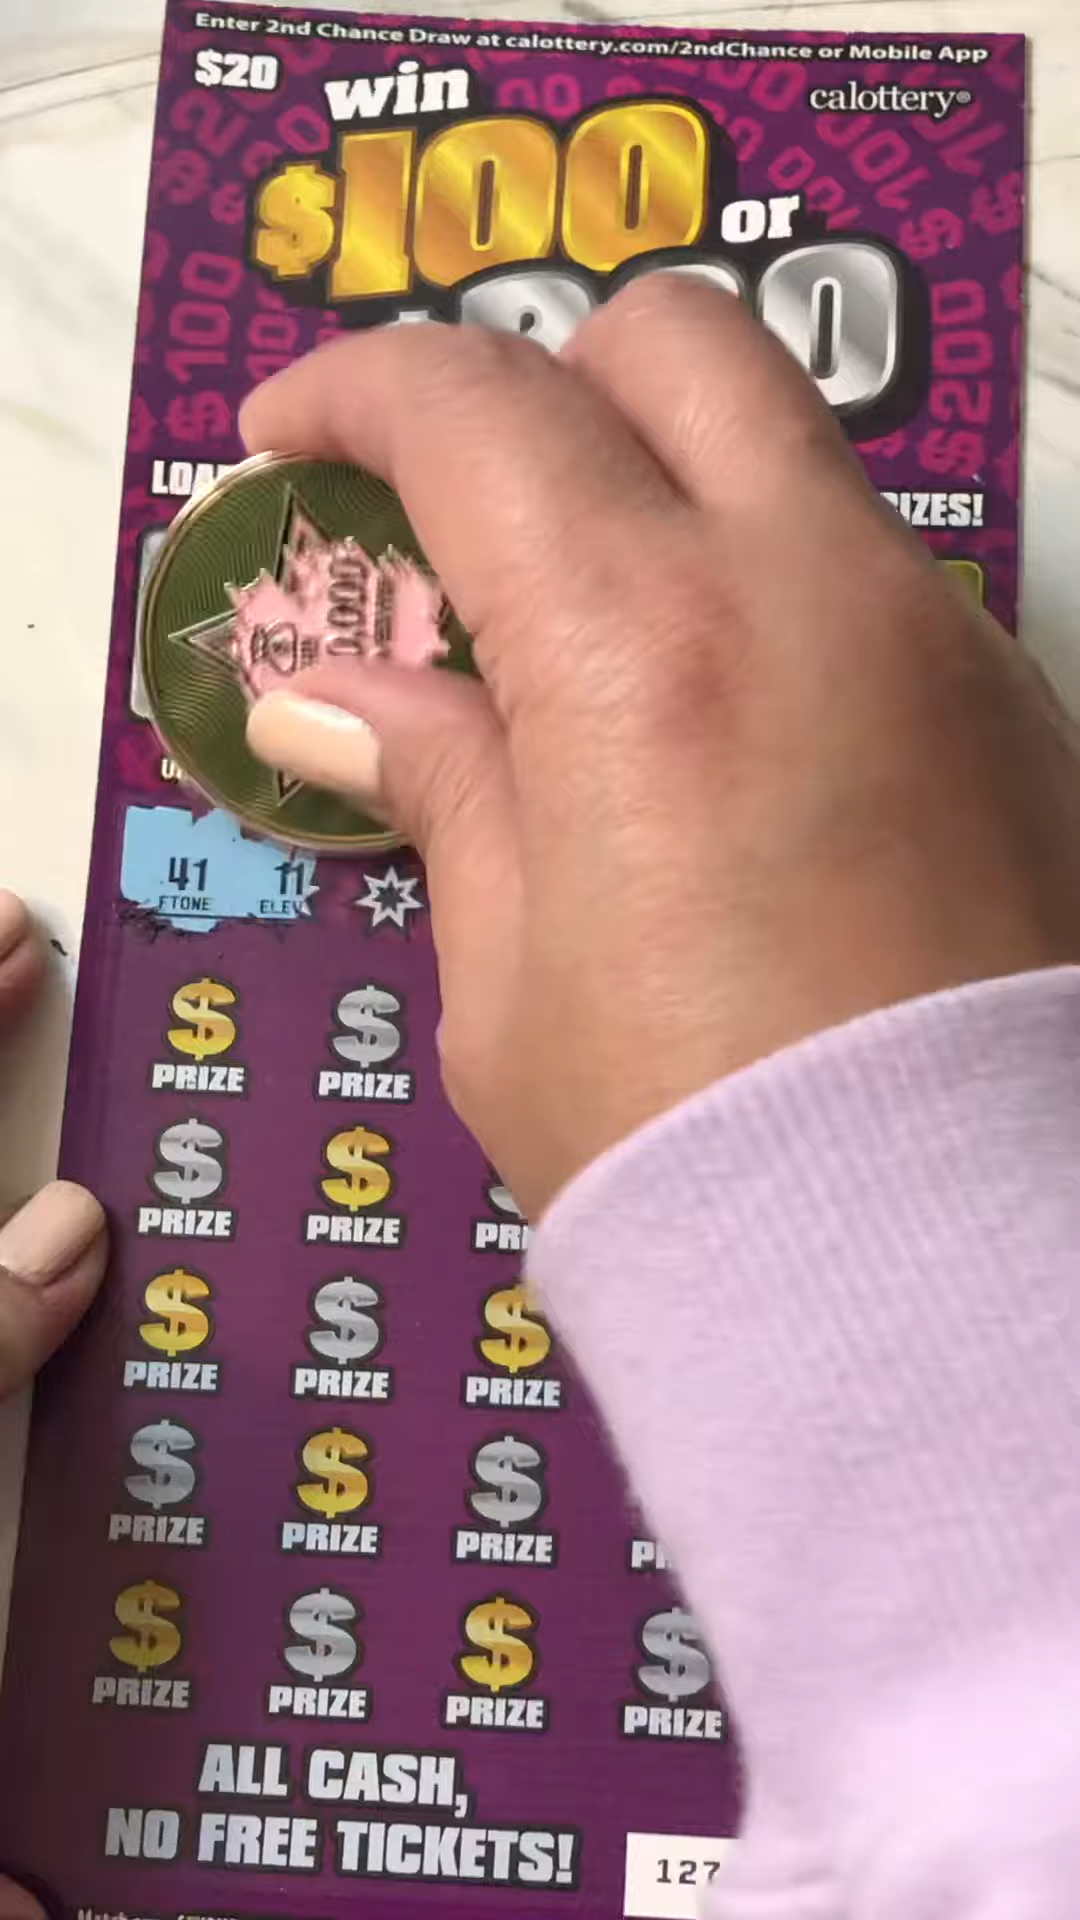 Enter 2nd Chance Draw at calottery.com/2ndChance or Mobile App
$20
win
calottery®
$100
or
41 11
FTONE ELEV
$ $
PRIZE PRIZE
$ $
PRIZE PRIZE
$ $ $
PRIZE PRIZE PRIZE
$ $ $
PRIZE PRIZE PRIZE
$ $ $ $
PRIZE PRIZE PRIZE PRIZE
ALL CASH,
NO FREE TICKETS!
127